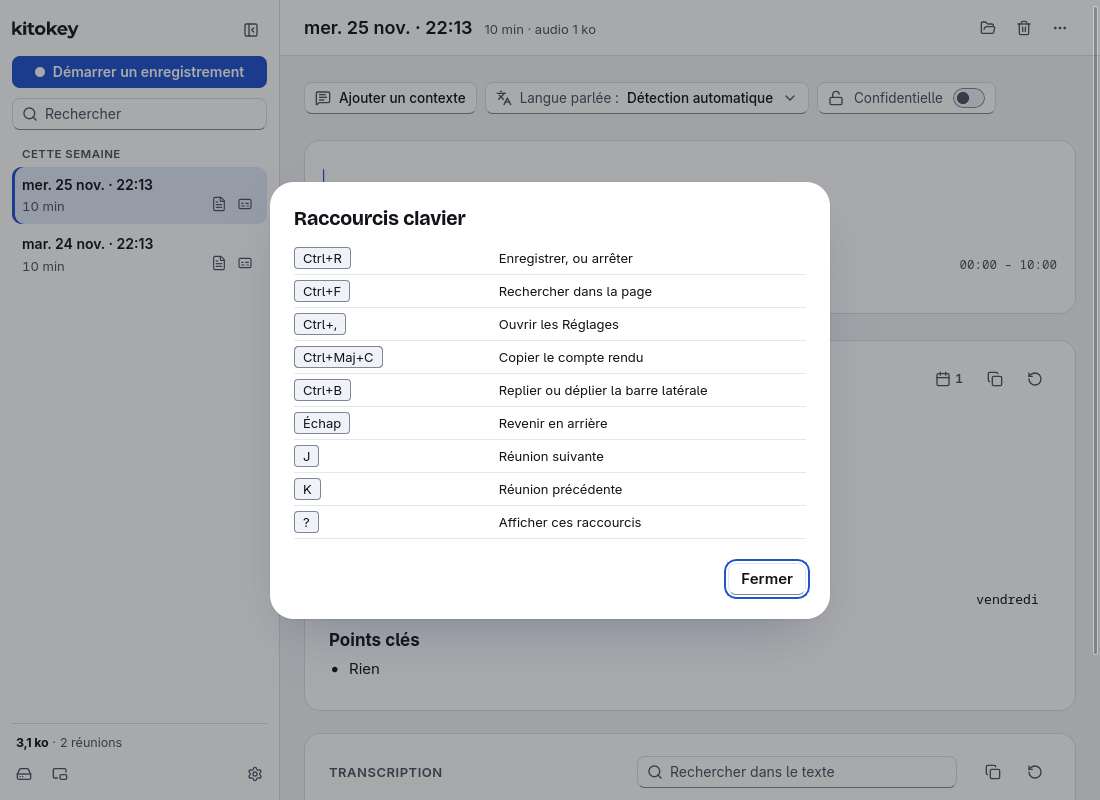 kitokey
Démarrer un enregistrement
Rechercher
CETTE SEMAINE
mer. 25 nov. · 22:13
10 min
mar. 24 nov. · 22:13
10 min
3,1 ko · 2 réunions
mer. 25 nov. · 22:13 10 min · audio 1 ko
Ajouter un contexte
Langue parlée : Détection automatique
Confidentielle
00:00 – 10:00
1
vendredi
Points clés
• Rien
TRANSCRIPTION
Rechercher dans le texte
Raccourcis clavier
Ctrl+R Enregistrer, ou arrêter
Ctrl+F Rechercher dans la page
Ctrl+, Ouvrir les Réglages
Ctrl+Maj+C Copier le compte rendu
Ctrl+B Replier ou déplier la barre latérale
Échap Revenir en arrière
J Réunion suivante
K Réunion précédente
? Afficher ces raccourcis
Fermer